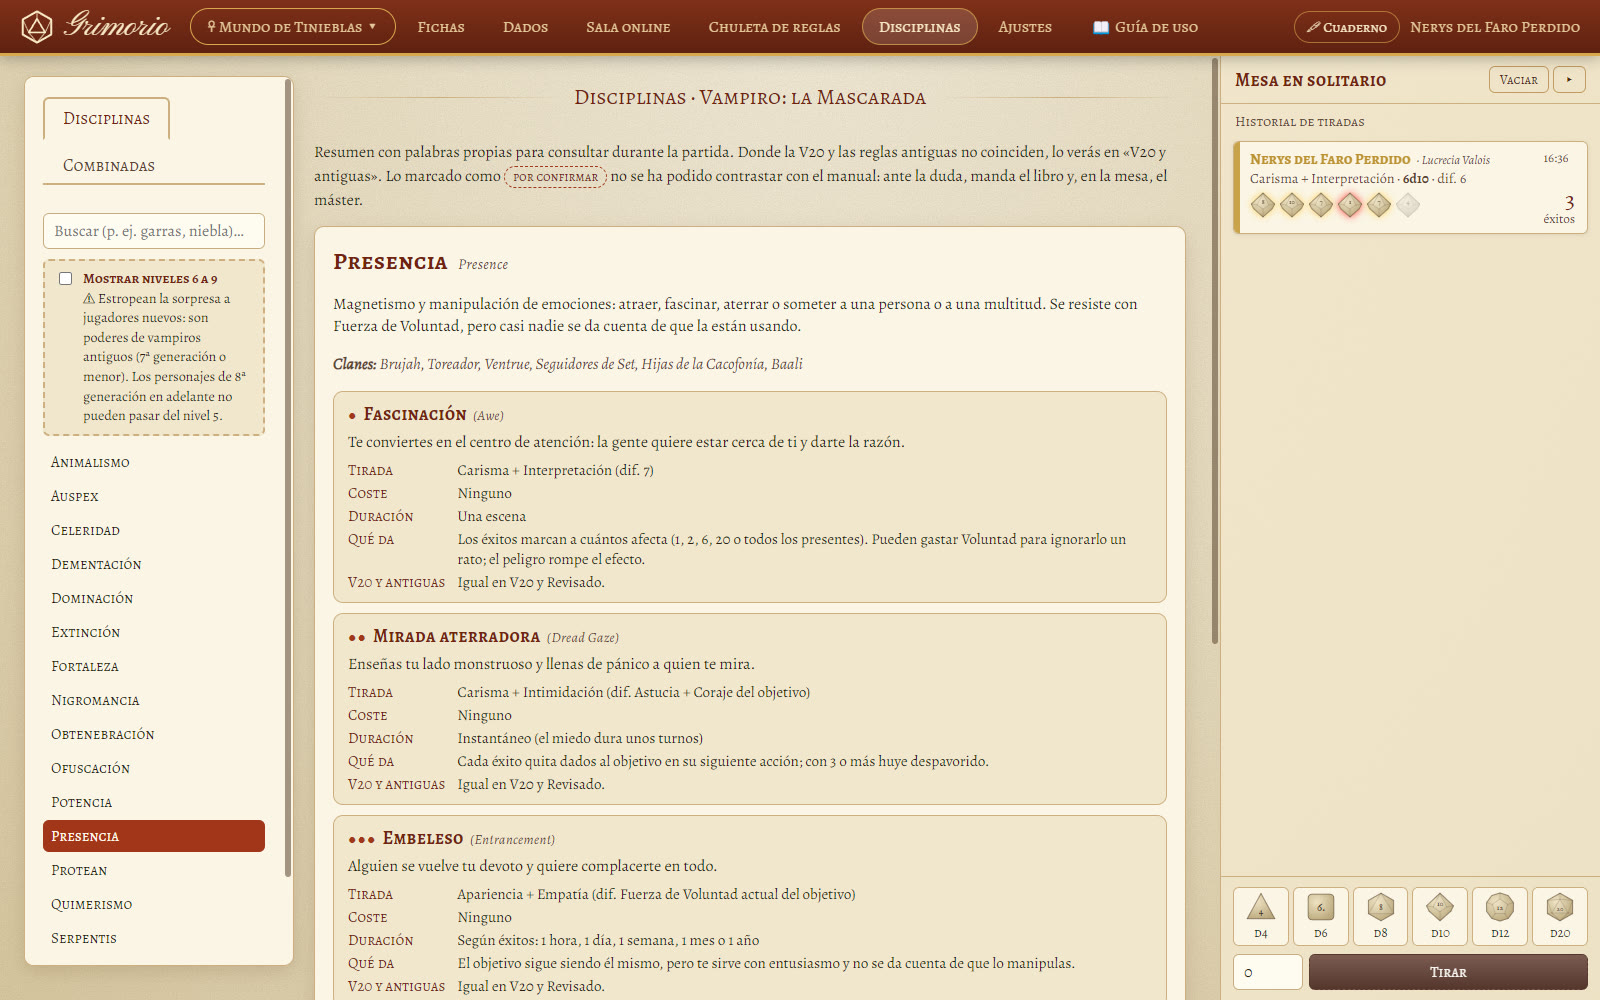 Grimorio
Mundo de Tinieblas ▾
Fichas
Dados
Sala online
Chuleta de reglas
Disciplinas
Ajustes
Guía de uso
Cuaderno
Nerys del Faro Perdido
Disciplinas
Combinadas
Buscar (p. ej. garras, niebla)...
Mostrar niveles 6 a 9
⚠ Estropean la sorpresa a
jugadores nuevos: son
poderes de vampiros
antiguos (7ª generación o
menor). Los personajes de 8ª
generación en adelante no
pueden pasar del nivel 5.
Animalismo
Auspex
Celeridad
Dementación
Dominación
Extinción
Fortaleza
Nigromancia
Obtenebración
Ofuscación
Potencia
Presencia
Protean
Quimerismo
Serpentis
Disciplinas · Vampiro: la Mascarada
Resumen con palabras propias para consultar durante la partida. Donde la V20 y las reglas antiguas no coinciden, lo verás en «V20 y
antiguas». Lo marcado como por confirmar no se ha podido contrastar con el manual: ante la duda, manda el libro y, en la mesa, el
máster.
Presencia Presence
Magnetismo y manipulación de emociones: atraer, fascinar, aterrar o someter a una persona o a una multitud. Se resiste con
Fuerza de Voluntad, pero casi nadie se da cuenta de que la están usando.
Clanes: Brujah, Toreador, Ventrue, Seguidores de Set, Hijas de la Cacofonía, Baali
● Fascinación (Awe)
Te conviertes en el centro de atención: la gente quiere estar cerca de ti y darte la razón.
Tirada Carisma + Interpretación (dif. 7)
Coste Ninguno
Duración Una escena
Qué da Los éxitos marcan a cuántos afecta (1, 2, 6, 20 o todos los presentes). Pueden gastar Voluntad para ignorarlo un
rato; el peligro rompe el efecto.
V20 y antiguas Igual en V20 y Revisado.
●● Mirada aterradora (Dread Gaze)
Enseñas tu lado monstruoso y llenas de pánico a quien te mira.
Tirada Carisma + Intimidación (dif. Astucia + Coraje del objetivo)
Coste Ninguno
Duración Instantáneo (el miedo dura unos turnos)
Qué da Cada éxito quita dados al objetivo en su siguiente acción; con 3 o más huye despavorido.
V20 y antiguas Igual en V20 y Revisado.
●●● Embeleso (Entrancement)
Alguien se vuelve tu devoto y quiere complacerte en todo.
Tirada Apariencia + Empatía (dif. Fuerza de Voluntad actual del objetivo)
Coste Ninguno
Duración Según éxitos: 1 hora, 1 día, 1 semana, 1 mes o 1 año
Qué da El objetivo sigue siendo él mismo, pero te sirve con entusiasmo y no se da cuenta de que lo manipulas.
V20 y antiguas Igual en V20 y Revisado.
Mesa en solitario
Vaciar
Historial de tiradas
Nerys del Faro Perdido · Lucrecia Valois 16:36
Carisma + Interpretación · 6d10 · dif. 6
3
éxitos
D4
D6
D8
D10
D12
D20
0
Tirar